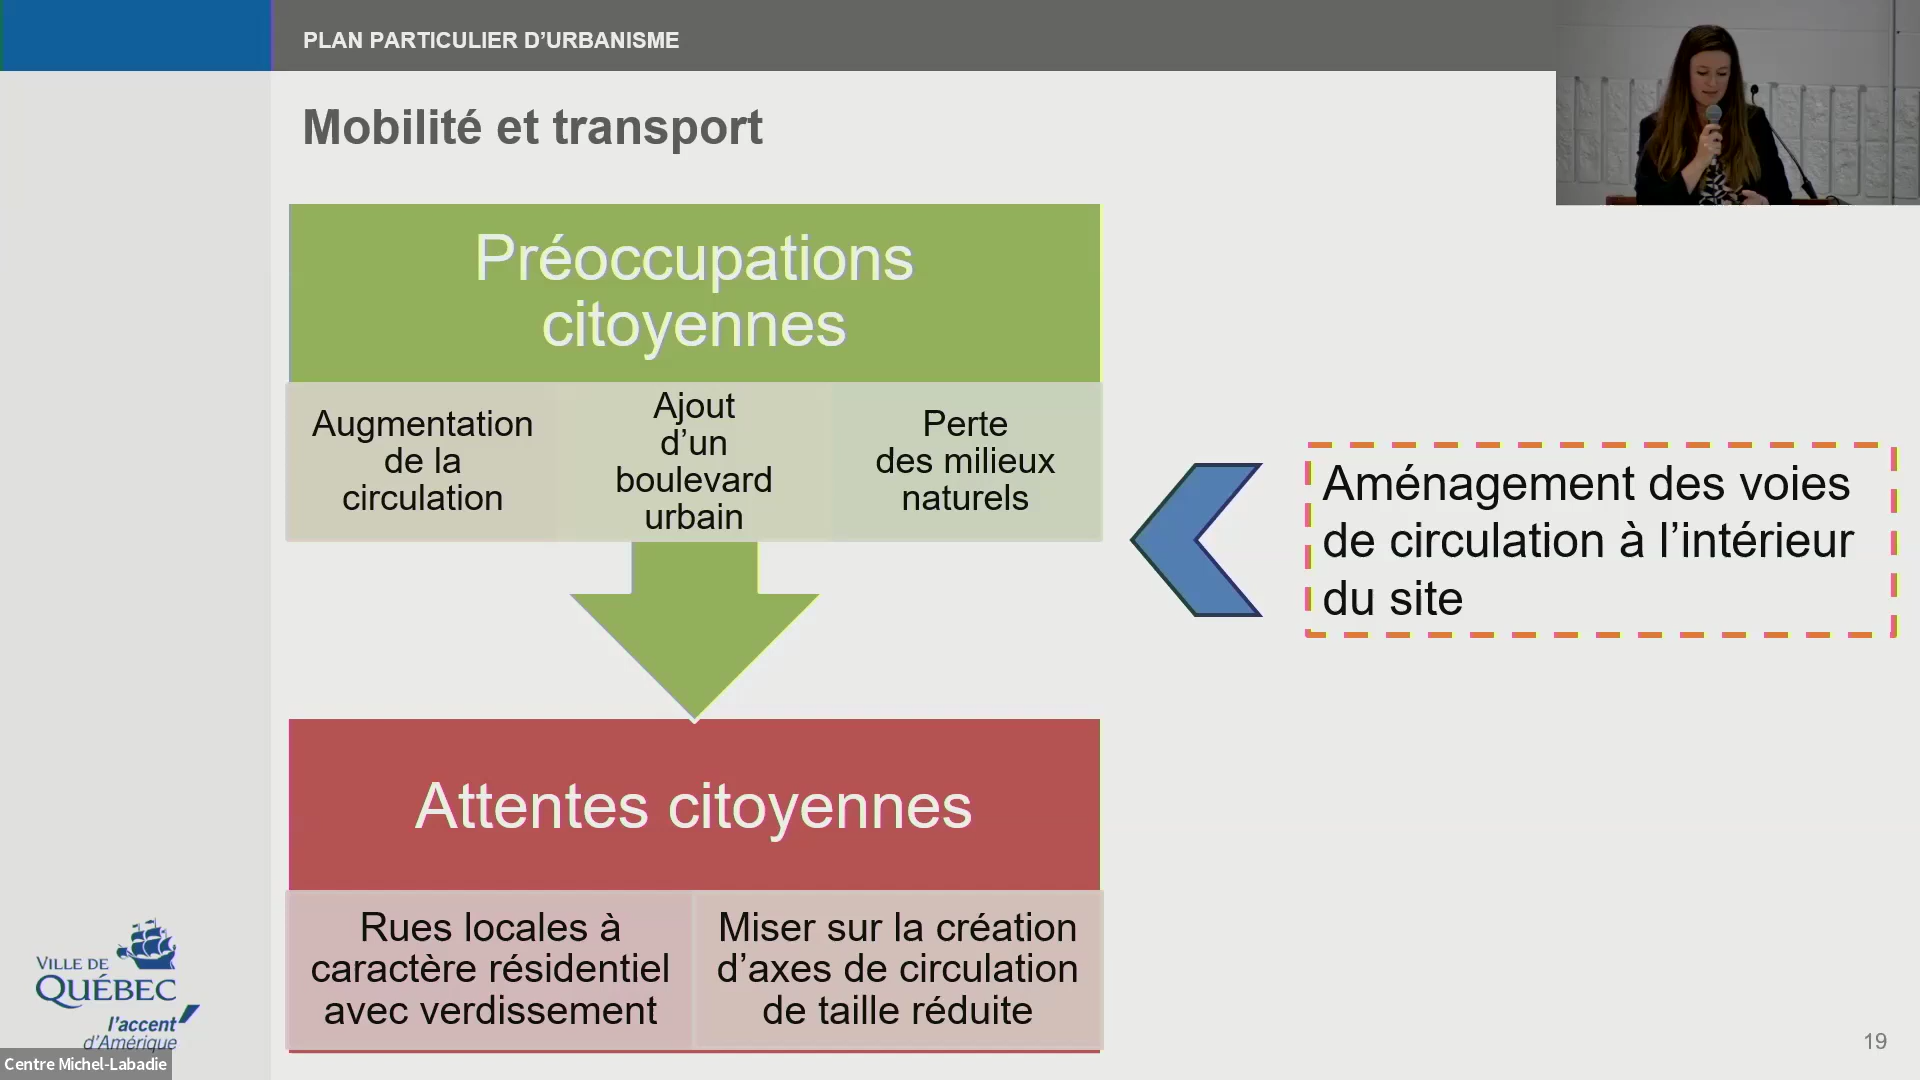 PLAN PARTICULIER D’URBANISME
Mobilité et transport
Préoccupations
citoyennes
Augmentation
de la
circulation
Ajout
d’un
boulevard
urbain
Perte
des milieux
naturels
Aménagement des voies
de circulation à l’intérieur
du site
Attentes citoyennes
Rues locales à
caractère résidentiel
avec verdissement
Miser sur la création
d’axes de circulation
de taille réduite
VILLE DE
QUÉBEC
l’accent
d’Amérique
Centre Michel-Labadie
19